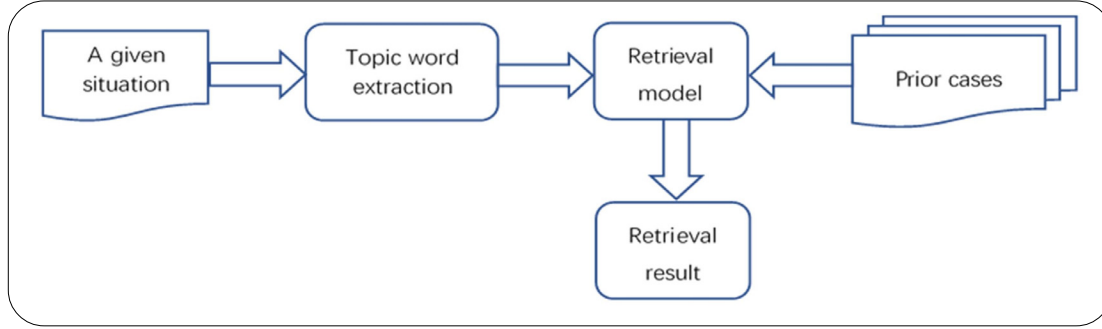 A given
situation
Topic word
extraction
Retrieval
model
Prior cases
Retrieval
result